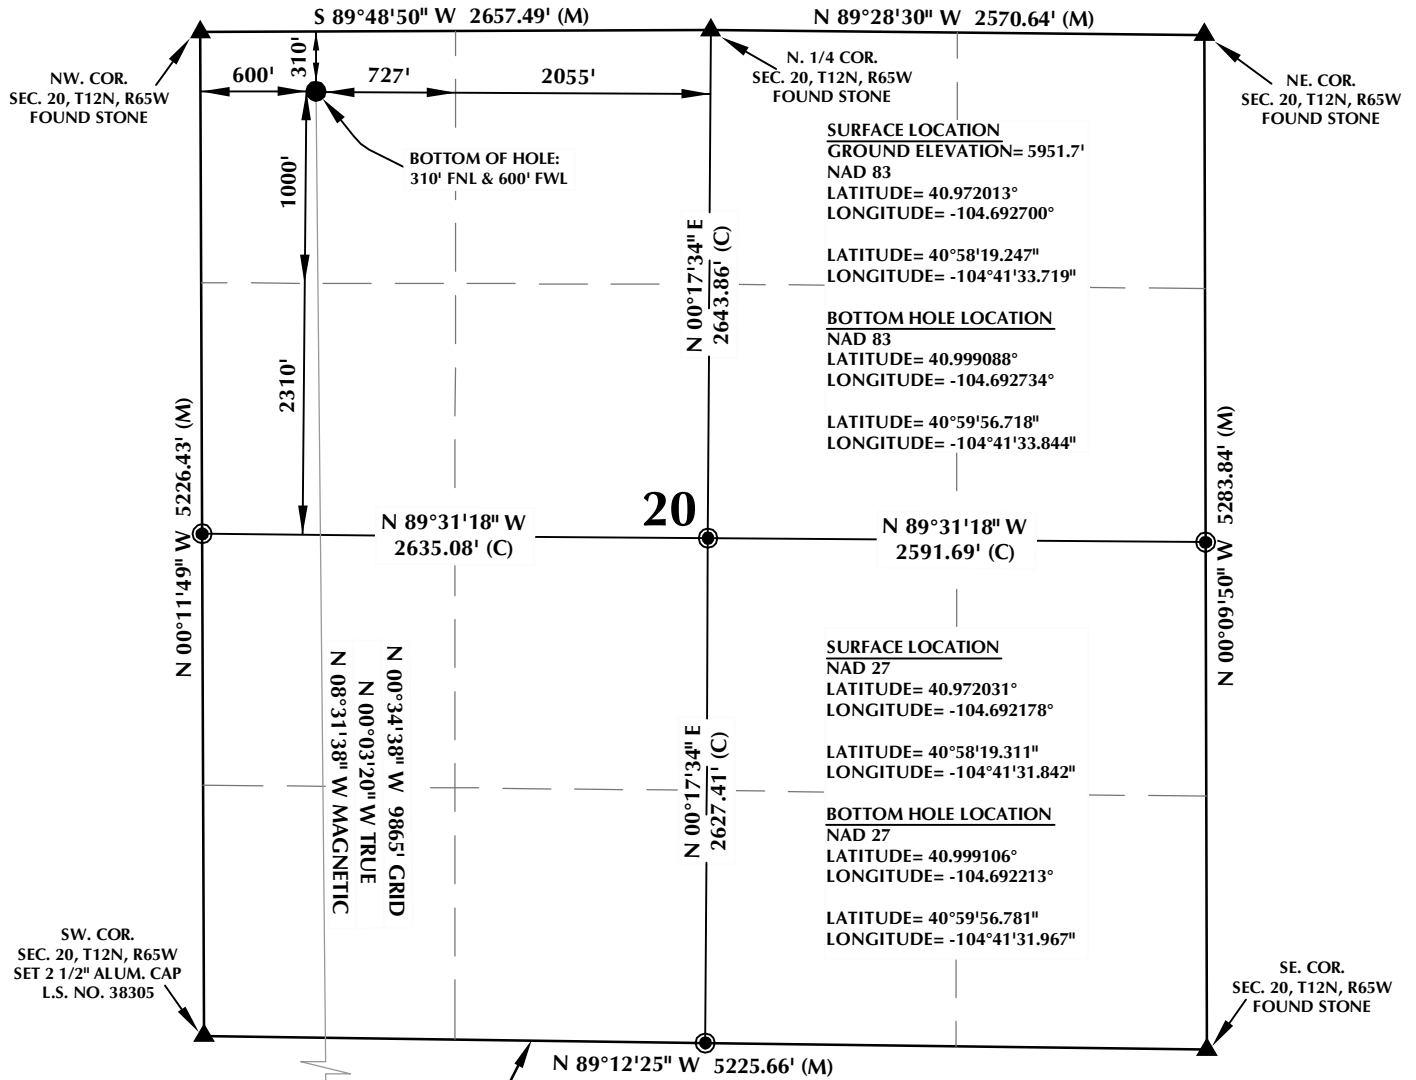 S 89°48'50" W 2657.49' (M)
N 89°28'30" W 2570.64' (M)
NW. COR.
SEC. 20, T12N, R65W
FOUND STONE
310'
600'
727'
2055'
N. 1/4 COR.
SEC. 20, T12N, R65W
FOUND STONE
NE. COR.
SEC. 20, T12N, R65W
FOUND STONE
BOTTOM OF HOLE:
310' FNL & 600' FWL
1000'
2310'
SURFACE LOCATION
GROUND ELEVATION= 5951.7'
NAD 83
LATITUDE= 40.972013°
LONGITUDE= -104.692700°
LATITUDE= 40°58'19.247"
LONGITUDE= -104°41'33.719"
BOTTOM HOLE LOCATION
NAD 83
LATITUDE= 40.999088°
LONGITUDE= -104.692734°
LATITUDE= 40°59'56.718"
LONGITUDE= -104°41'33.844"
N 00°17'34" E
2643.86' (C)
N 00°11'49" W 5226.43' (M)
N 00°09'50" W 5283.84' (M)
20
N 89°31'18" W
2635.08' (C)
N 89°31'18" W
2591.69' (C)
N 00°34'38" W 9865' GRID
N 00°03'20" W TRUE
N 08°31'38" W MAGNETIC
N 00°17'34" E
2627.41' (C)
SURFACE LOCATION
NAD 27
LATITUDE= 40.972031°
LONGITUDE= -104.692178°
LATITUDE= 40°58'19.311"
LONGITUDE= -104°41'31.842"
BOTTOM HOLE LOCATION
NAD 27
LATITUDE= 40.999106°
LONGITUDE= -104.692213°
LATITUDE= 40°59'56.781"
LONGITUDE= -104°41'31.967"
SW. COR.
SEC. 20, T12N, R65W
SET 2 1/2" ALUM. CAP
L.S. NO. 38305
SE. COR.
SEC. 20, T12N, R65W
FOUND STONE
N 89°12'25" W 5225.66' (M)